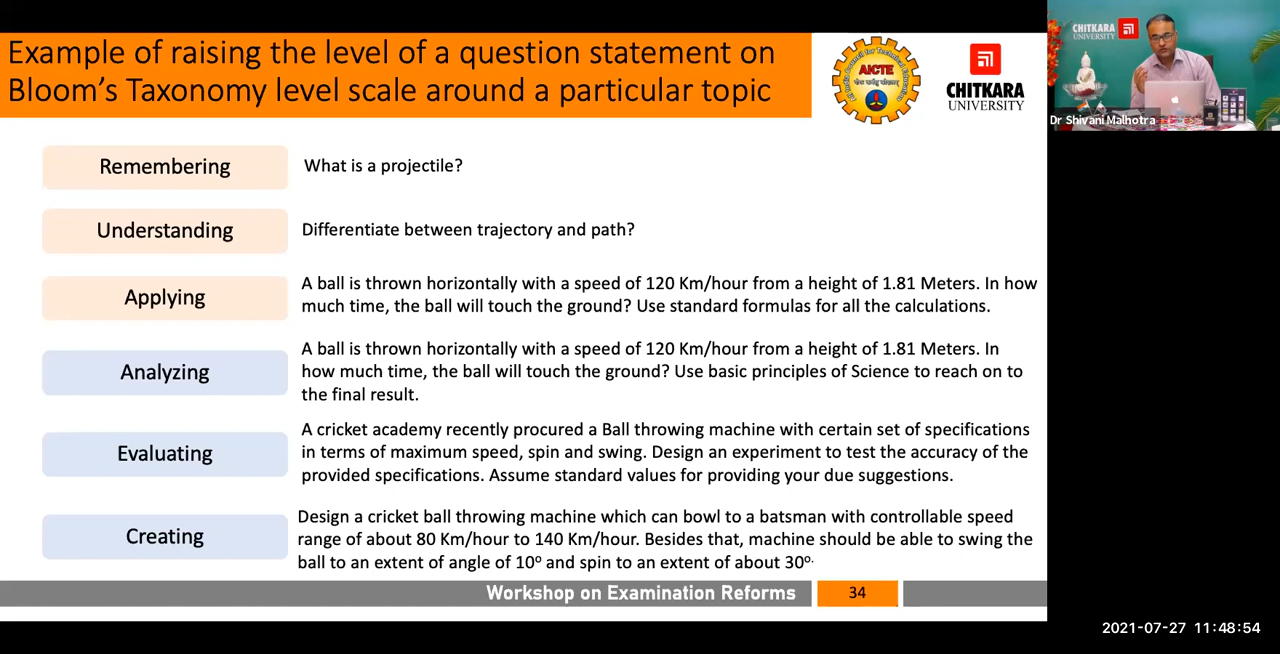 Example of raising the level of a question statement on
Bloom's Taxonomy level scale around a particular topic
AICTE
CHITKARA
UNIVERSITY
CHITKARA
UNIVERSITY
Dr Shivani Malhotra
Remembering
What is a projectile?
Understanding
Differentiate between trajectory and path?
Applying
A ball is thrown horizontally with a speed of 120 Km/hour from a height of 1.81 Meters. In how
much time, the ball will touch the ground? Use standard formulas for all the calculations.
Analyzing
A ball is thrown horizontally with a speed of 120 Km/hour from a height of 1.81 Meters. In
how much time, the ball will touch the ground? Use basic principles of Science to reach on to
the final result.
Evaluating
A cricket academy recently procured a Ball throwing machine with certain set of specifications
in terms of maximum speed, spin and swing. Design an experiment to test the accuracy of the
provided specifications. Assume standard values for providing your due suggestions.
Creating
Design a cricket ball throwing machine which can bowl to a batsman with controllable speed
range of about 80 Km/hour to 140 Km/hour. Besides that, machine should be able to swing the
ball to an extent of angle of 10⁰ and spin to an extent of about 30⁰.
Workshop on Examination Reforms
34
2021-07-27 11:48:54